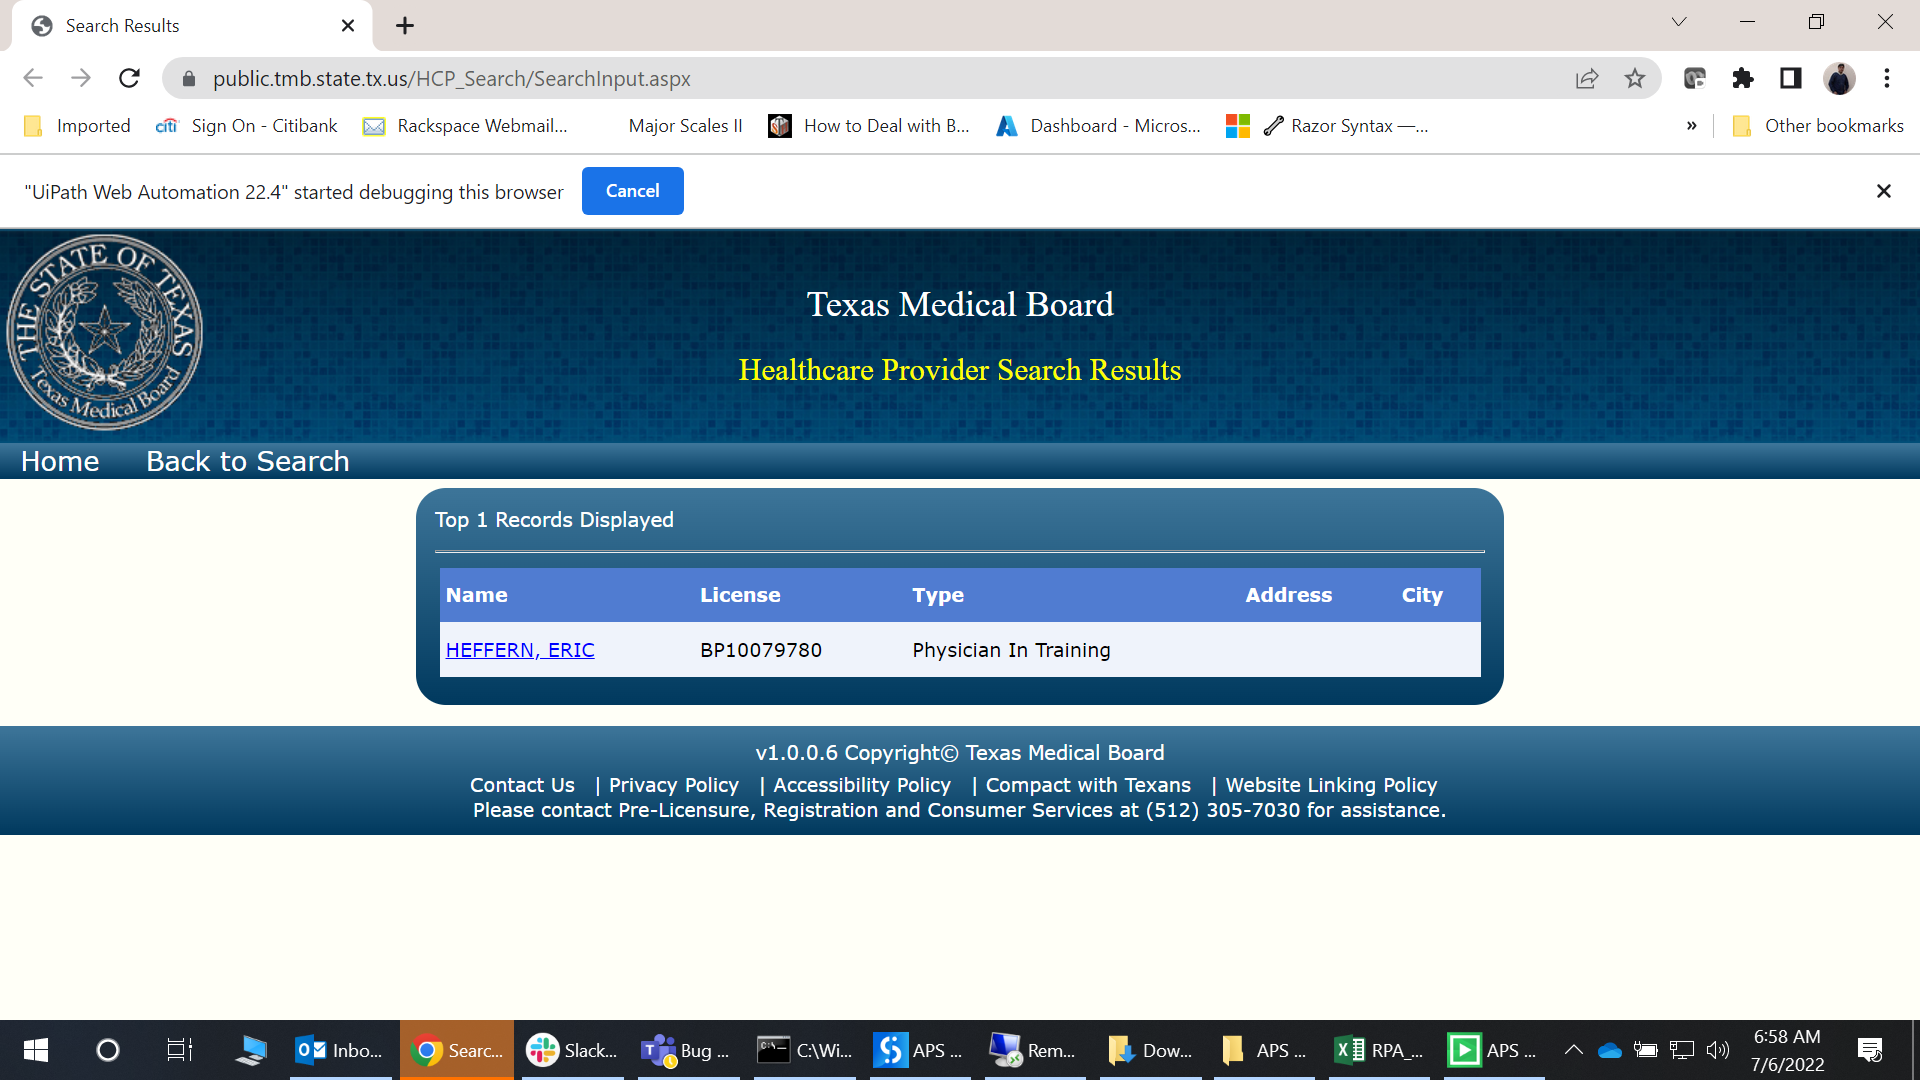 Search Results
public.tmb.state.tx.us/HCP_Search/SearchInput.aspx
Imported
citi Sign On - Citibank
Rackspace Webmail...
Major Scales II
How to Deal with B...
Dashboard - Micros...
Razor Syntax —...
»
Other bookmarks
"UiPath Web Automation 22.4" started debugging this browser
Cancel
THE STATE OF TEXAS
Texas Medical Board
Texas Medical Board
Healthcare Provider Search Results
Home Back to Search
Top 1 Records Displayed
Name License Type Address City
HEFFERN, ERIC BP10079780 Physician In Training
v1.0.0.6 Copyright© Texas Medical Board
Contact Us | Privacy Policy | Accessibility Policy | Compact with Texans | Website Linking Policy
Please contact Pre-Licensure, Registration and Consumer Services at (512) 305-7030 for assistance.
Inbo...
Searc...
Slack...
Bug ...
C:\Wi...
APS ...
Rem...
Dow...
APS ...
RPA_...
APS ...
6:58 AM
7/6/2022